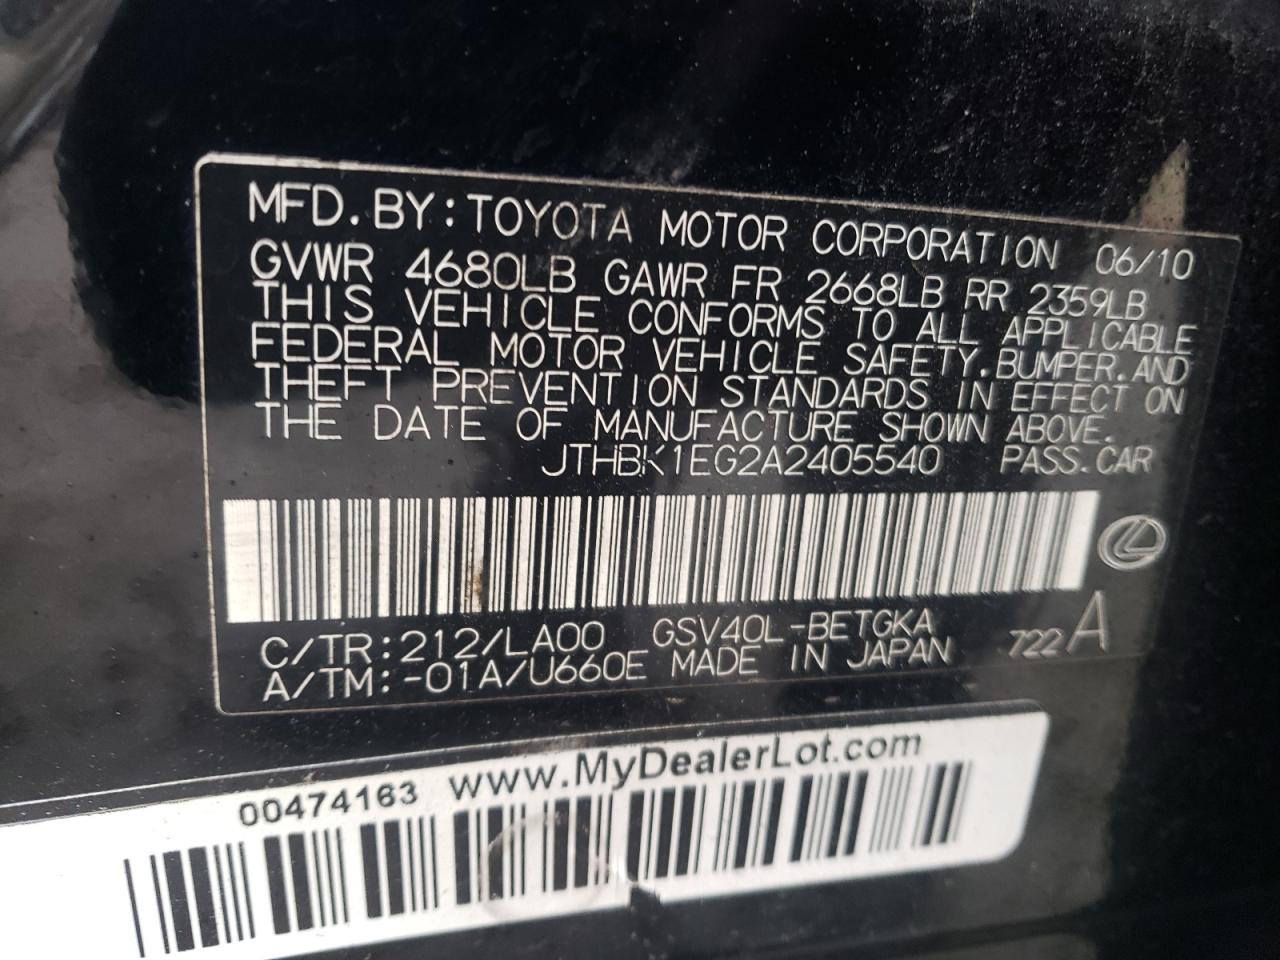 MFD.BY:TOYOTA MOTOR CORPORATION 06/10
GVWR 4680LB GAWR FR 2668LB RR 2359LB
THIS VEHICLE CONFORMS TO ALL APPLICABLE
FEDERAL MOTOR VEHICLE SAFETY,BUMPER,AND
THEFT PREVENTION STANDARDS IN EFFECT ON
THE DATE OF MANUFACTURE SHOWN ABOVE.
JTHBK1EG2A2405540 PASS.CAR
C/TR:212/LA00 GSV40L-BETGKA
A/TM:-01A/U660E MADE IN JAPAN 722A
00474163 www.MyDealerLot.com